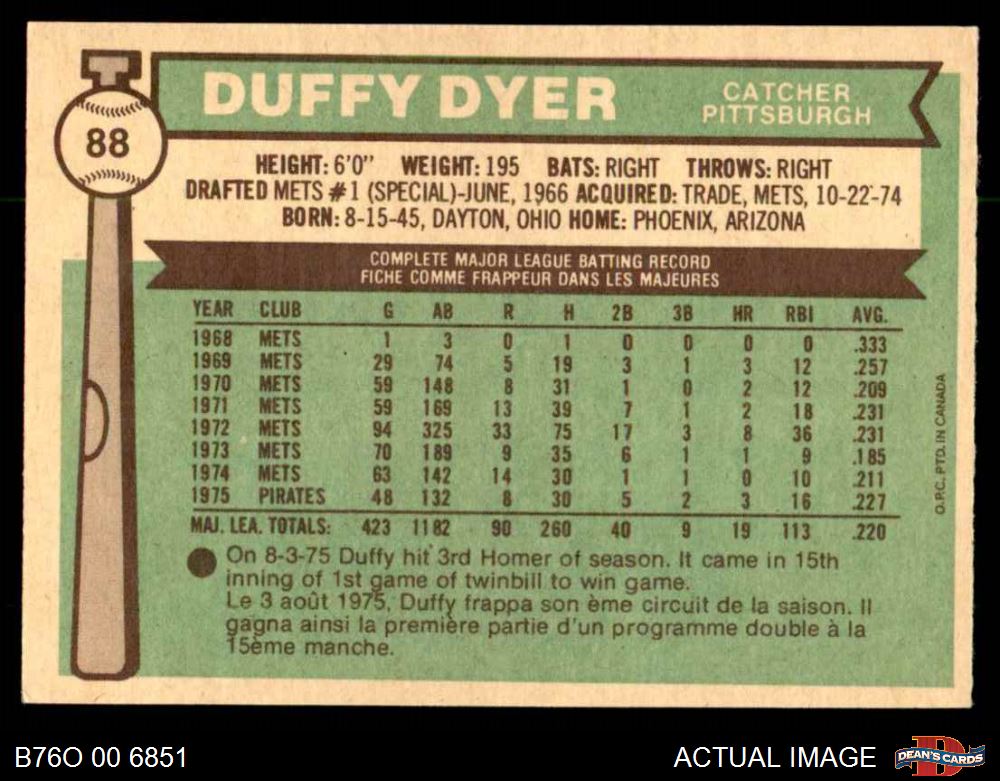 DUFFY DYER
CATCHER
PITTSBURGH
88
HEIGHT: 6'0" WEIGHT: 195 BATS: RIGHT THROWS: RIGHT
DRAFTED METS #1 (SPECIAL)-JUNE, 1966 ACQUIRED: TRADE, METS, 10-22-74
BORN: 8-15-45, DAYTON, OHIO HOME: PHOENIX, ARIZONA
COMPLETE MAJOR LEAGUE BATTING RECORD
FICHE COMME FRAPPEUR DANS LES MAJEURES
YEAR CLUB G AB R H 2B 3B HR RBI AVG.
1968 METS 1 3 0 1 0 0 0 0 .333
1969 METS 29 74 5 19 3 1 3 12 .257
1970 METS 59 148 8 31 1 0 2 12 .209
1971 METS 59 169 13 39 7 1 2 18 .231
1972 METS 94 325 33 75 17 3 8 36 .231
1973 METS 70 189 9 35 6 1 1 9 .185
1974 METS 63 142 14 30 1 1 0 10 .211
1975 PIRATES 48 132 8 30 5 2 3 16 .227
MAJ. LEA. TOTALS: 423 1182 90 260 40 9 19 113 .220
On 8-3-75 Duffy hit 3rd Homer of season. It came in 15th
inning of 1st game of twinbill to win game.
Le 3 août 1975, Duffy frappa son ème circuit de la saison. Il
gagna ainsi la première partie d'un programme double à la
15ème manche.
O.P.C. PTD. IN CANADA
B76O 00 6851
ACTUAL IMAGE
D
DEAN'S CARDS